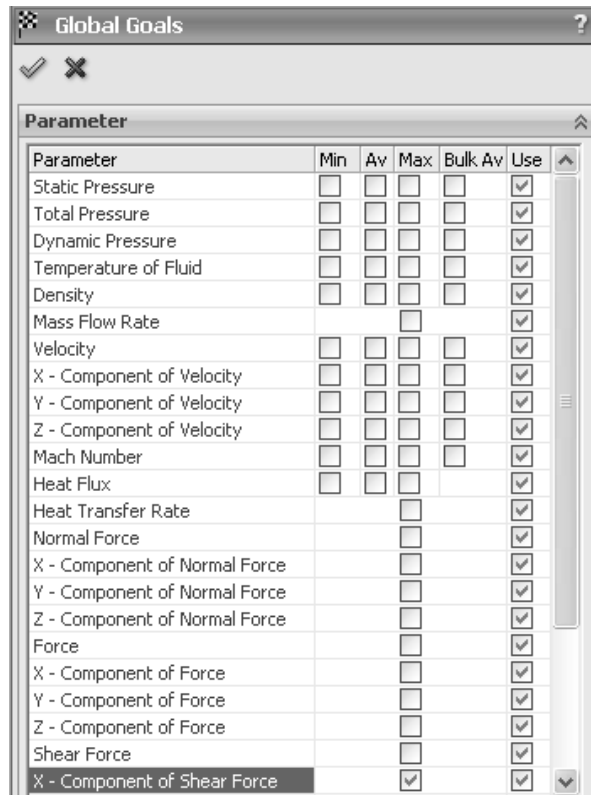 Global Goals ?
Parameter
Parameter Min Av Max Bulk Av Use
Static Pressure
Total Pressure
Dynamic Pressure
Temperature of Fluid
Density
Mass Flow Rate
Velocity
X - Component of Velocity
Y - Component of Velocity
Z - Component of Velocity
Mach Number
Heat Flux
Heat Transfer Rate
Normal Force
X - Component of Normal Force
Y - Component of Normal Force
Z - Component of Normal Force
Force
X - Component of Force
Y - Component of Force
Z - Component of Force
Shear Force
X - Component of Shear Force